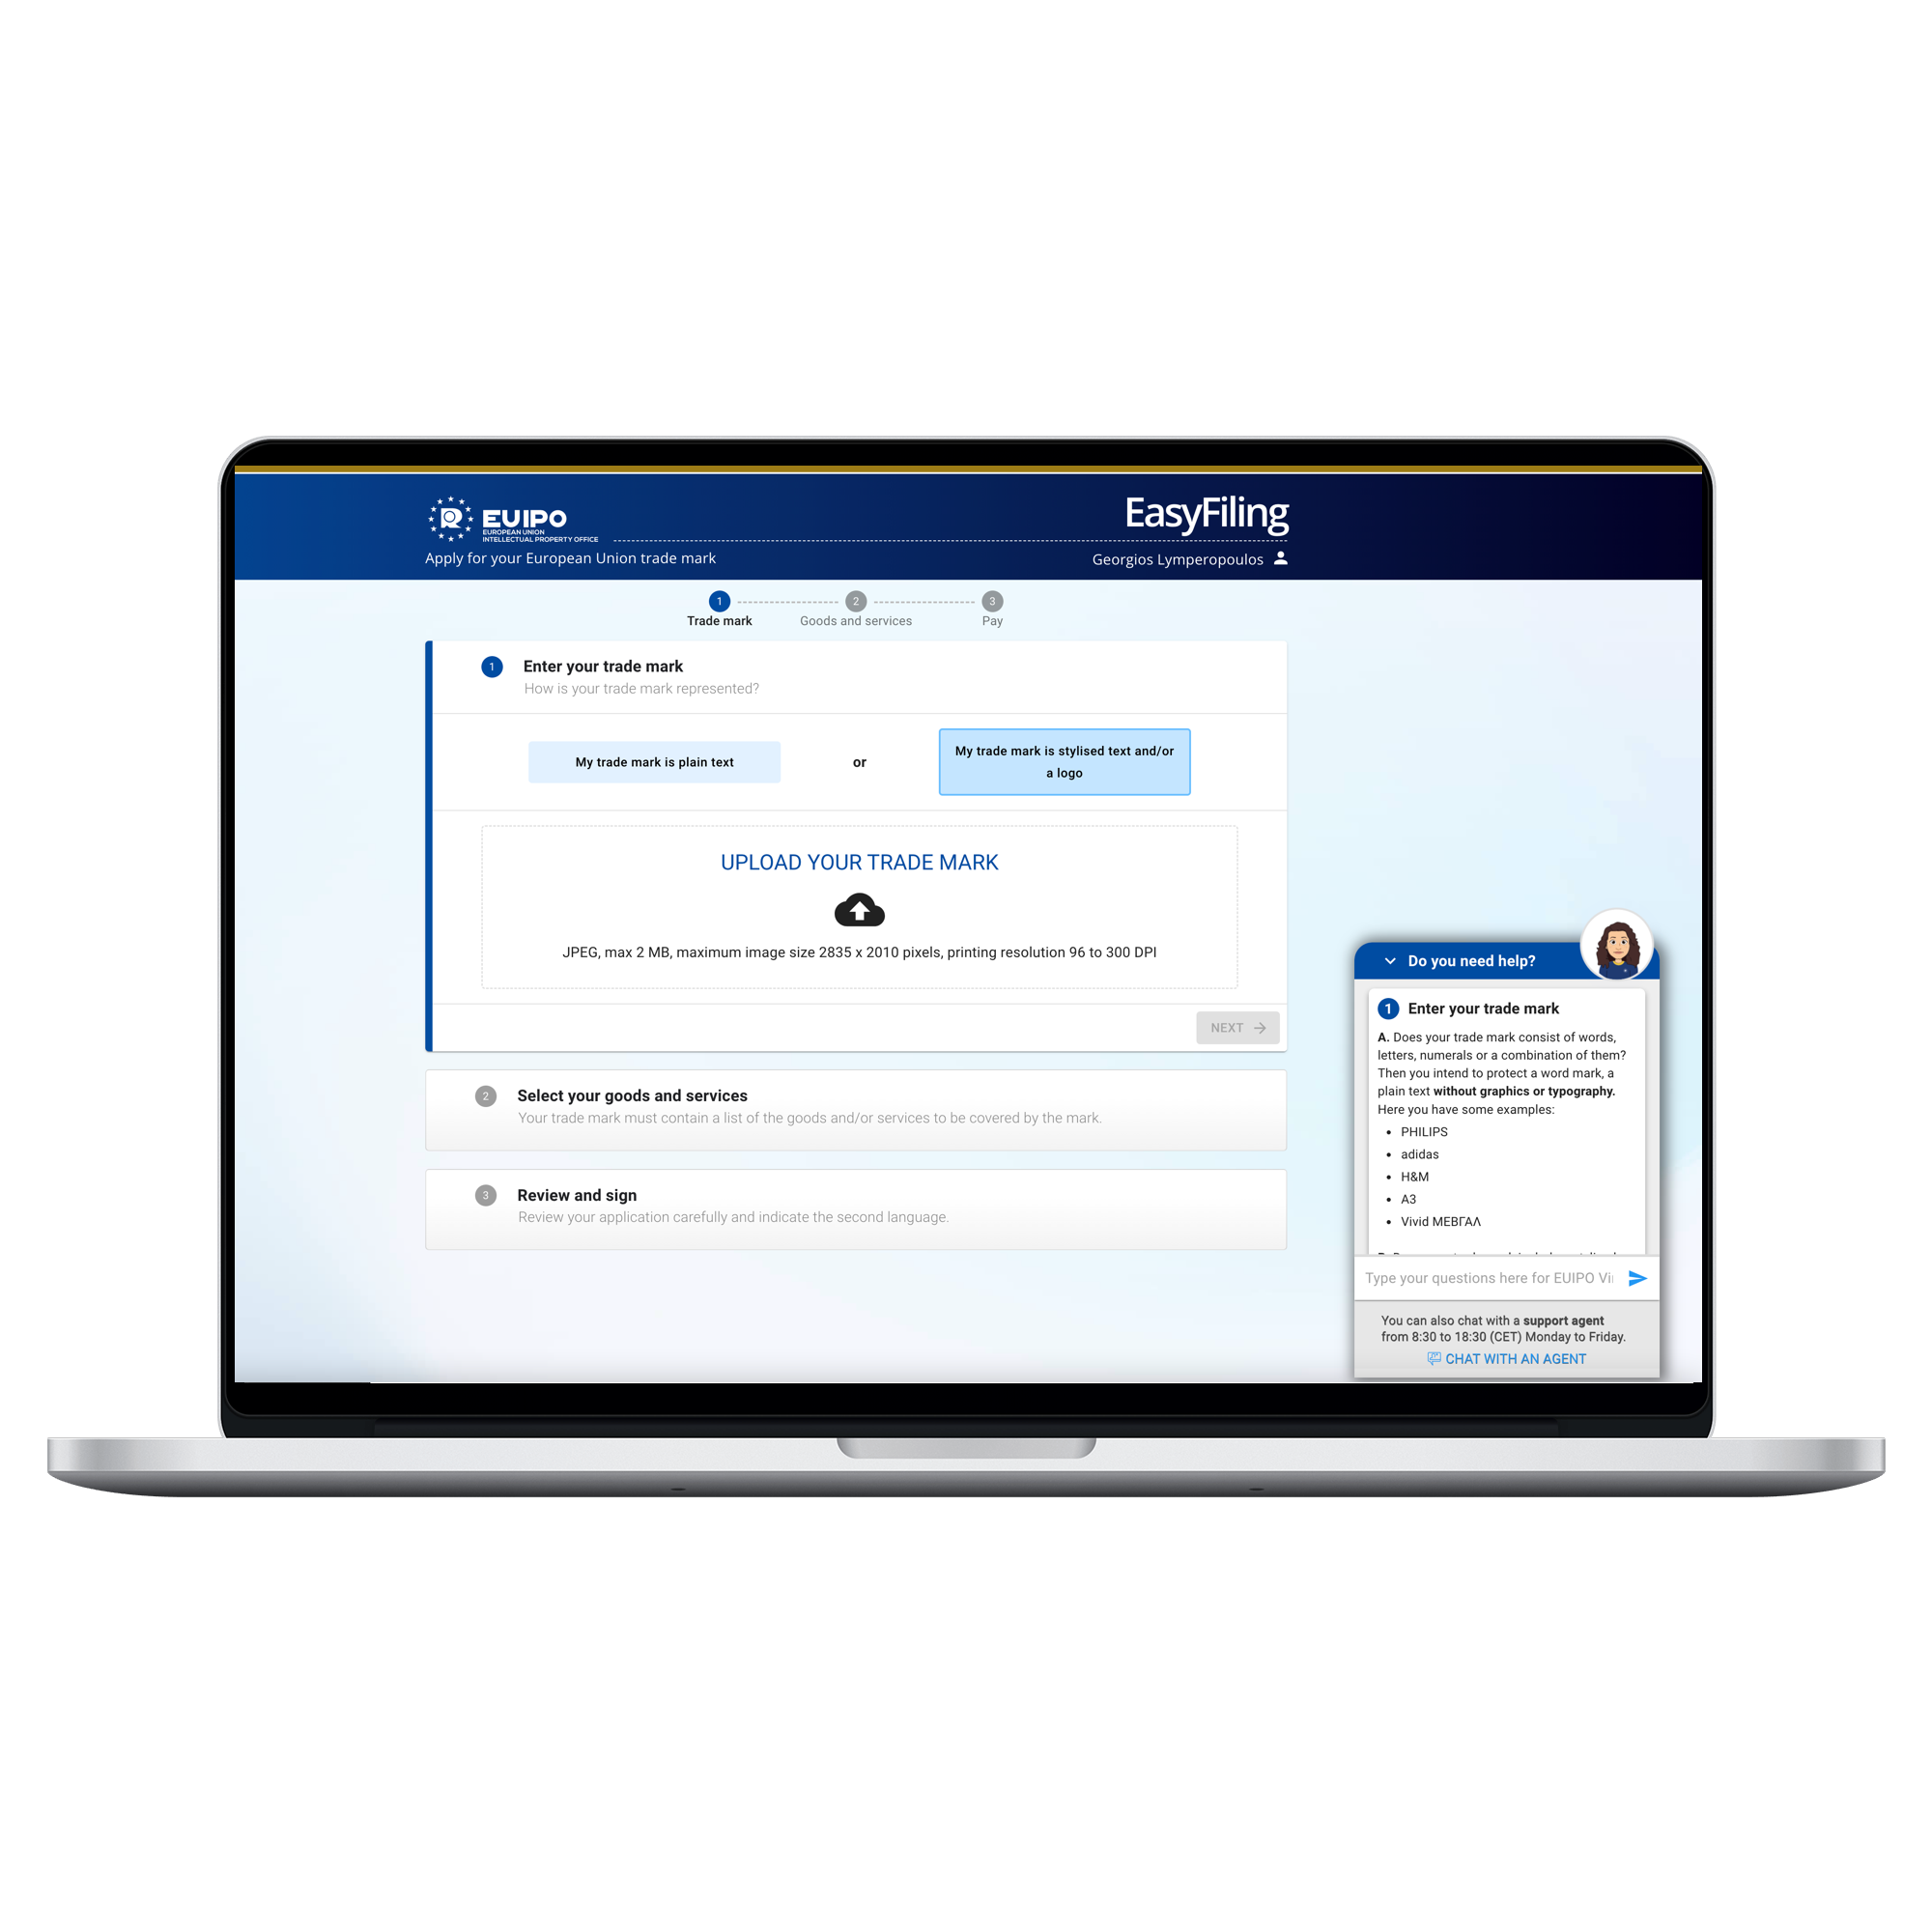 EUIPO
EUROPEAN UNION
INTELLECTUAL PROPERTY OFFICE
EasyFiling
Apply for your European Union trade mark
Georgios Lymperopoulos
1
2
3
Trade mark
Goods and services
Pay
1
Enter your trade mark
How is your trade mark represented?
My trade mark is plain text
or
My trade mark is stylised text and/or
a logo
UPLOAD YOUR TRADE MARK
JPEG, max 2 MB, maximum image size 2835 x 2010 pixels, printing resolution 96 to 300 DPI
NEXT
2
Select your goods and services
Your trade mark must contain a list of the goods and/or services to be covered by the mark.
3
Review and sign
Review your application carefully and indicate the second language.
Do you need help?
1 Enter your trade mark
A. Does your trade mark consist of words,
letters, numerals or a combination of them?
Then you intend to protect a word mark, a
plain text without graphics or typography.
Here you have some examples:
• PHILIPS
• adidas
• H&M
• A3
• Vivid ΜΕΒΓΑΛ
Type your questions here for EUIPO
You can also chat with a support agent
from 8:30 to 18:30 (CET) Monday to Friday.
CHAT WITH AN AGENT